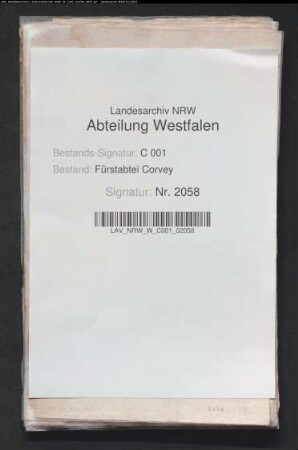 Landesarchiv NRW
Abteilung Westfalen
Bestands-Signatur: C 001
Bestand: Fürstabtei Corvey
Signatur: Nr. 2058
LAV_NRW_W_C001_02058